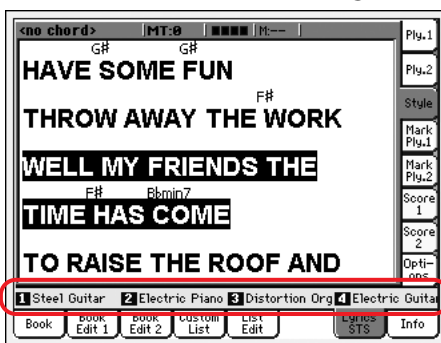 <no chord> MT:0 M:--
G# G#
HAVE SOME FUN
F#
THROW AWAY THE WORK
WELL MY FRIENDS THE
F# Bbmin7
TIME HAS COME
TO RAISE THE ROOF AND
1 Steel Guitar 2 Electric Piano 3 Distortion Org 4 Electric Guitar
Book Book Edit 1 Book Edit 2 Custom List List Edit Lyrics STS Info
Ply.1
Ply.2
Style
Mark Ply.1
Mark Ply.2
Score 1
Score 2
Opti-ons